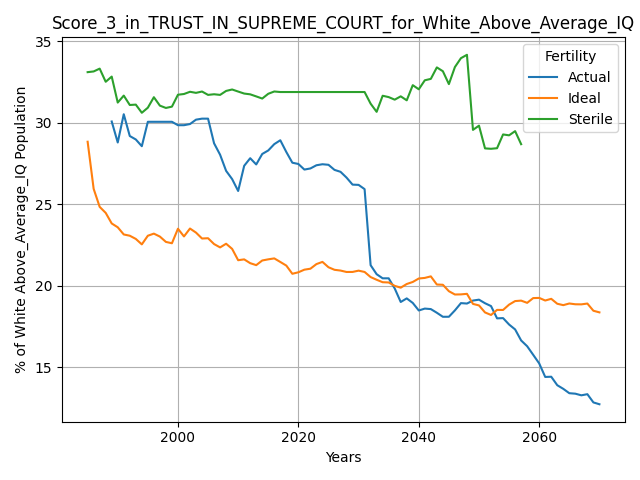 Score_3_in_TRUST_IN_SUPREME_COURT_for_White_Above_Average_IQ
% of White Above_Average_IQ Population
35
30
25
20
15
Fertility
Actual
Ideal
Sterile
2000 2020 2040 2060
Years